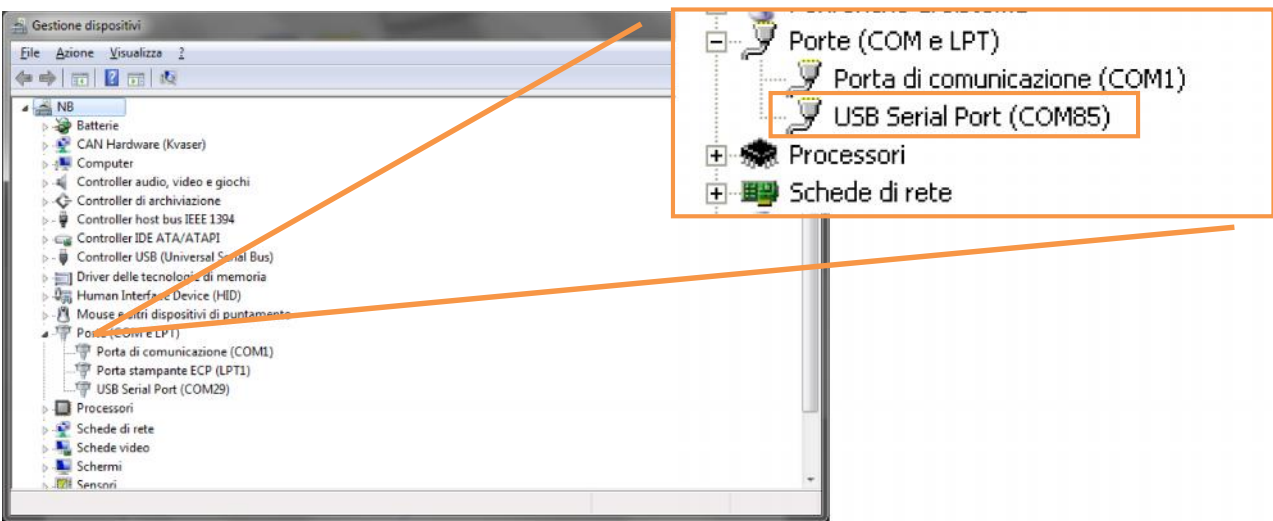 Gestione dispositivi
File Azione Visualizza ?
NB
Batterie
CAN Hardware (Kvaser)
Computer
Controller audio, video e giochi
Controller di archiviazione
Controller host bus IEEE 1394
Controller IDE ATA/ATAPI
Controller USB (Universal Serial Bus)
Driver delle tecnologie di memoria
Human Interface Device (HID)
Mouse e altri dispositivi di puntamento
Porte (COM e LPT)
Porta di comunicazione (COM1)
Porta stampante ECP (LPT1)
USB Serial Port (COM29)
Processori
Schede di rete
Schede video
Schermi
Sensori
Porte (COM e LPT)
Porta di comunicazione (COM1)
USB Serial Port (COM85)
Processori
Schede di rete